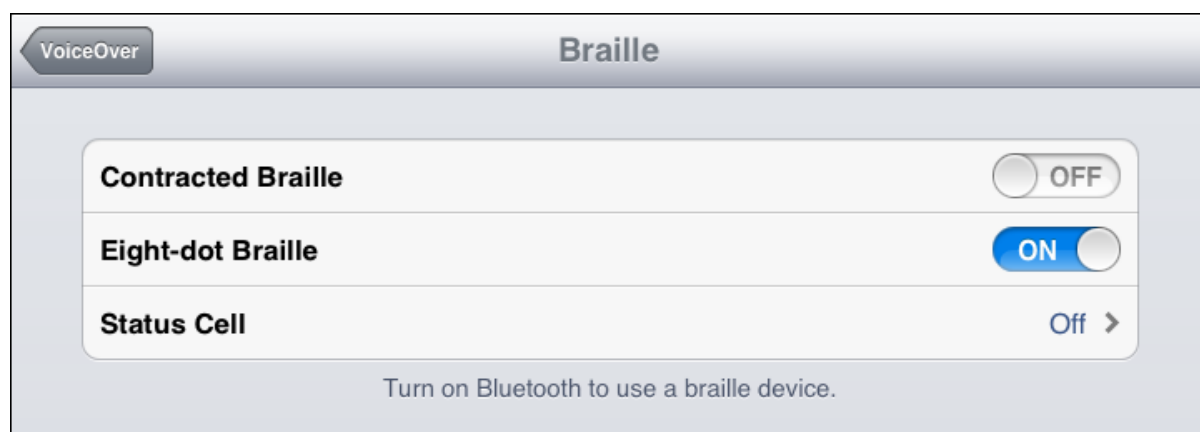 VoiceOver Braille
Contracted Braille OFF
Eight-dot Braille ON
Status Cell Off
Turn on Bluetooth to use a braille device.